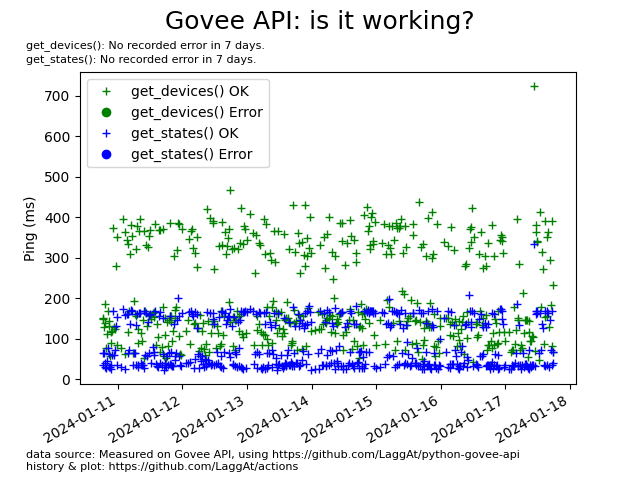 Govee API: is it working?
get_devices(): No recorded error in 7 days.
get_states(): No recorded error in 7 days.
get_devices() OK
get_devices() Error
get_states() OK
get_states() Error
Ping (ms)
700
600
500
400
300
200
100
0
2024-01-11
2024-01-12
2024-01-13
2024-01-14
2024-01-15
2024-01-16
2024-01-17
2024-01-18
data source: Measured on Govee API, using https://github.com/LaggAt/python-govee-api
history & plot: https://github.com/LaggAt/actions